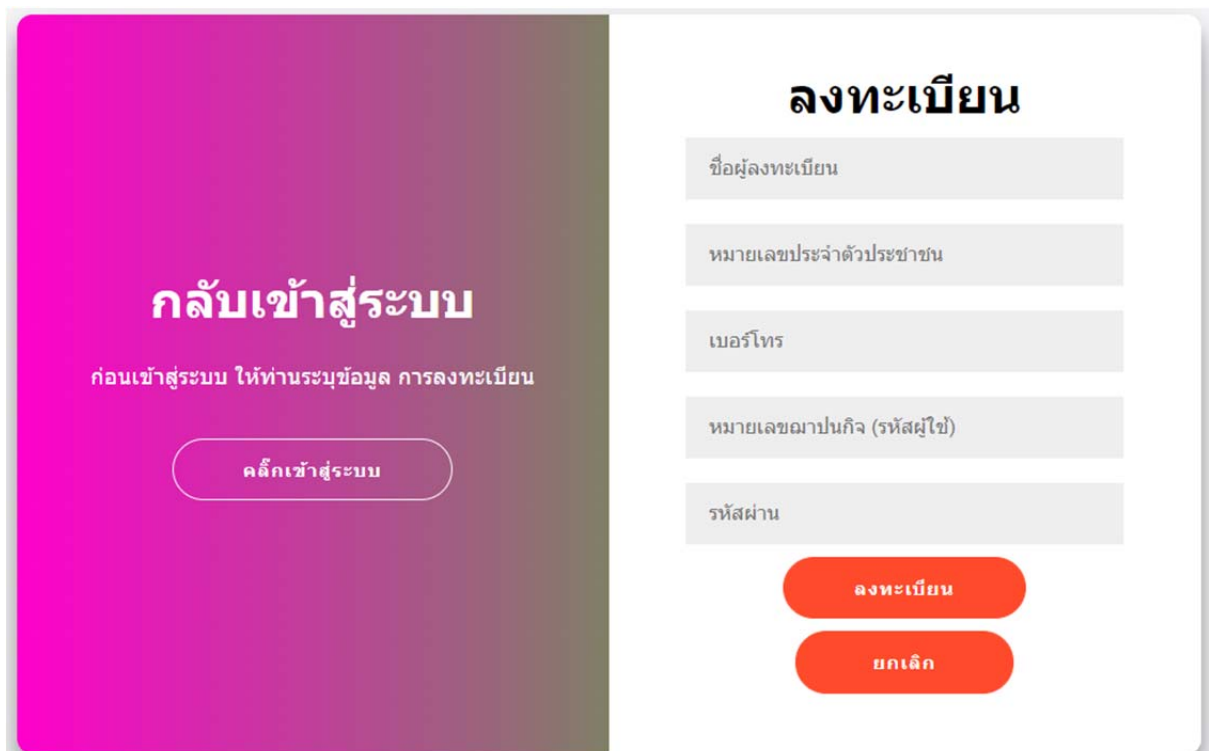 กลับเข้าสู่ระบบ
ก่อนเข้าสู่ระบบ ให้ท่านระบุข้อมูล การลงทะเบียน
คลิ๊กเข้าสู่ระบบ
ลงทะเบียน
ชื่อผู้ลงทะเบียน
หมายเลขประจำตัวประชาชน
เบอร์โทร
หมายเลขฌาปนกิจ (รหัสผู้ใช้)
รหัสผ่าน
ลงทะเบียน
ยกเลิก